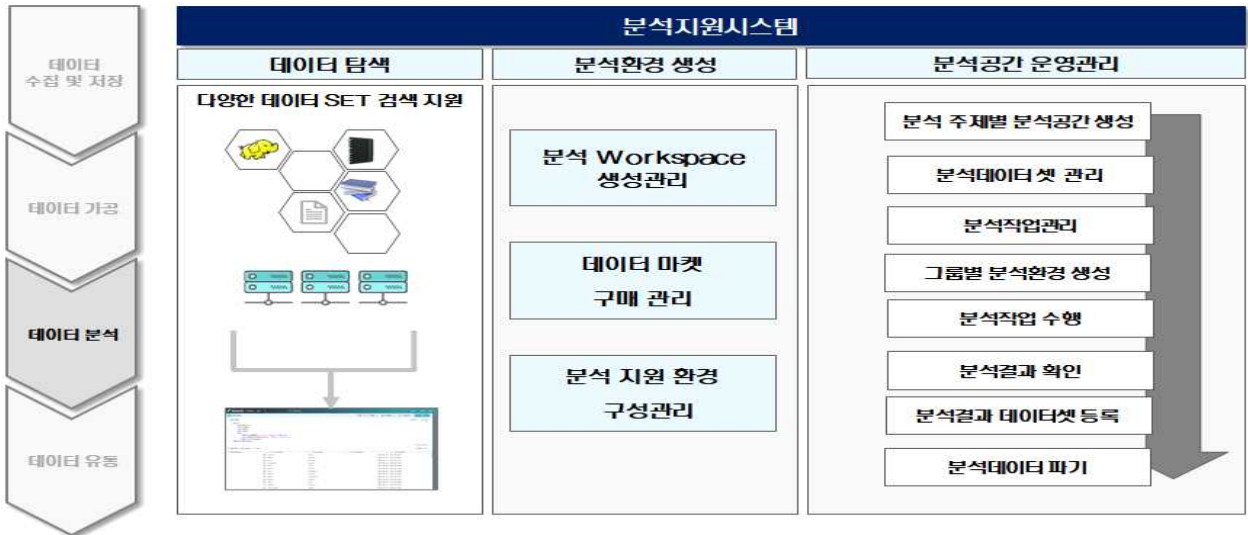 데이터
수집 및 저장
데이터 가공
데이터 분석
데이터 유통
분석지원시스템
데이터 탐색
다양한 데이터 SET 검색 지원
분석환경 생성
분석 Workspace
생성관리
데이터 마켓
구매 관리
분석 지원 환경
구성관리
분석공간 운영관리
분석 주제별 분석공간 생성
분석데이터 셋 관리
분석작업관리
그룹별 분석환경 생성
분석작업 수행
분석결과 확인
분석결과 데이터셋 등록
분석데이터 파기